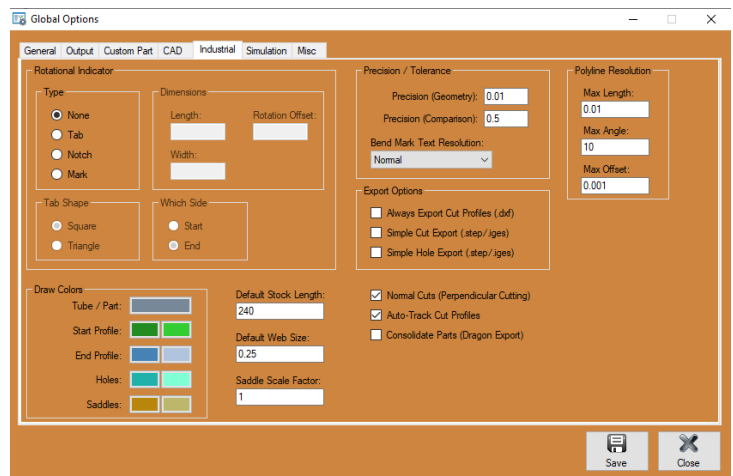 Global Options
General Output Custom Part CAD Industrial Simulation Misc
Rotational Indicator
Type
None
Tab
Notch
Mark
Dimensions
Length: Rotation Offset:
Width:
Tab Shape
Square
Triangle
Which Side
Start
End
Precision / Tolerance
Precision (Geometry): 0.01
Precision (Comparison): 0.5
Bend Mark Text Resolution:
Normal
Export Options
Always Export Cut Profiles (.dxf)
Simple Cut Export (.step/.iges)
Simple Hole Export (.step/.iges)
Polyline Resolution
Max Length:
0.01
Max Angle:
10
Max Offset:
0.001
Draw Colors
Tube / Part:
Start Profile:
End Profile:
Holes:
Saddles:
Default Stock Length:
240
Default Web Size:
0.25
Saddle Scale Factor:
1
Normal Cuts (Perpendicular Cutting)
Auto-Track Cut Profiles
Consolidate Parts (Dragon Export)
Save Close